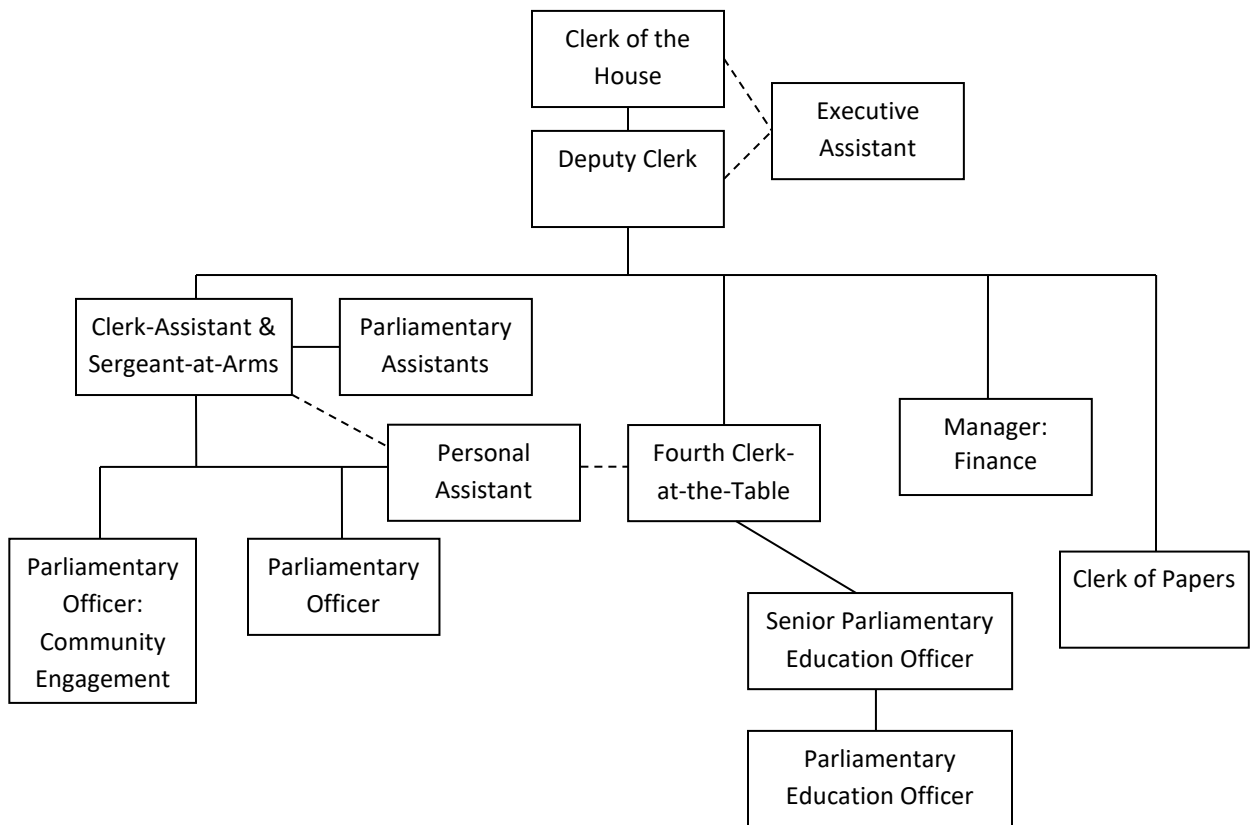 Clerk of the
House
Executive
Assistant
Deputy Clerk
Clerk-Assistant &
Sergeant-at-Arms
Parliamentary
Assistants
Manager:
Finance
Personal
Assistant
Fourth Clerk-
at-the-Table
Parliamentary
Officer:
Community
Engagement
Parliamentary
Officer
Clerk of Papers
Senior Parliamentary
Education Officer
Parliamentary
Education Officer